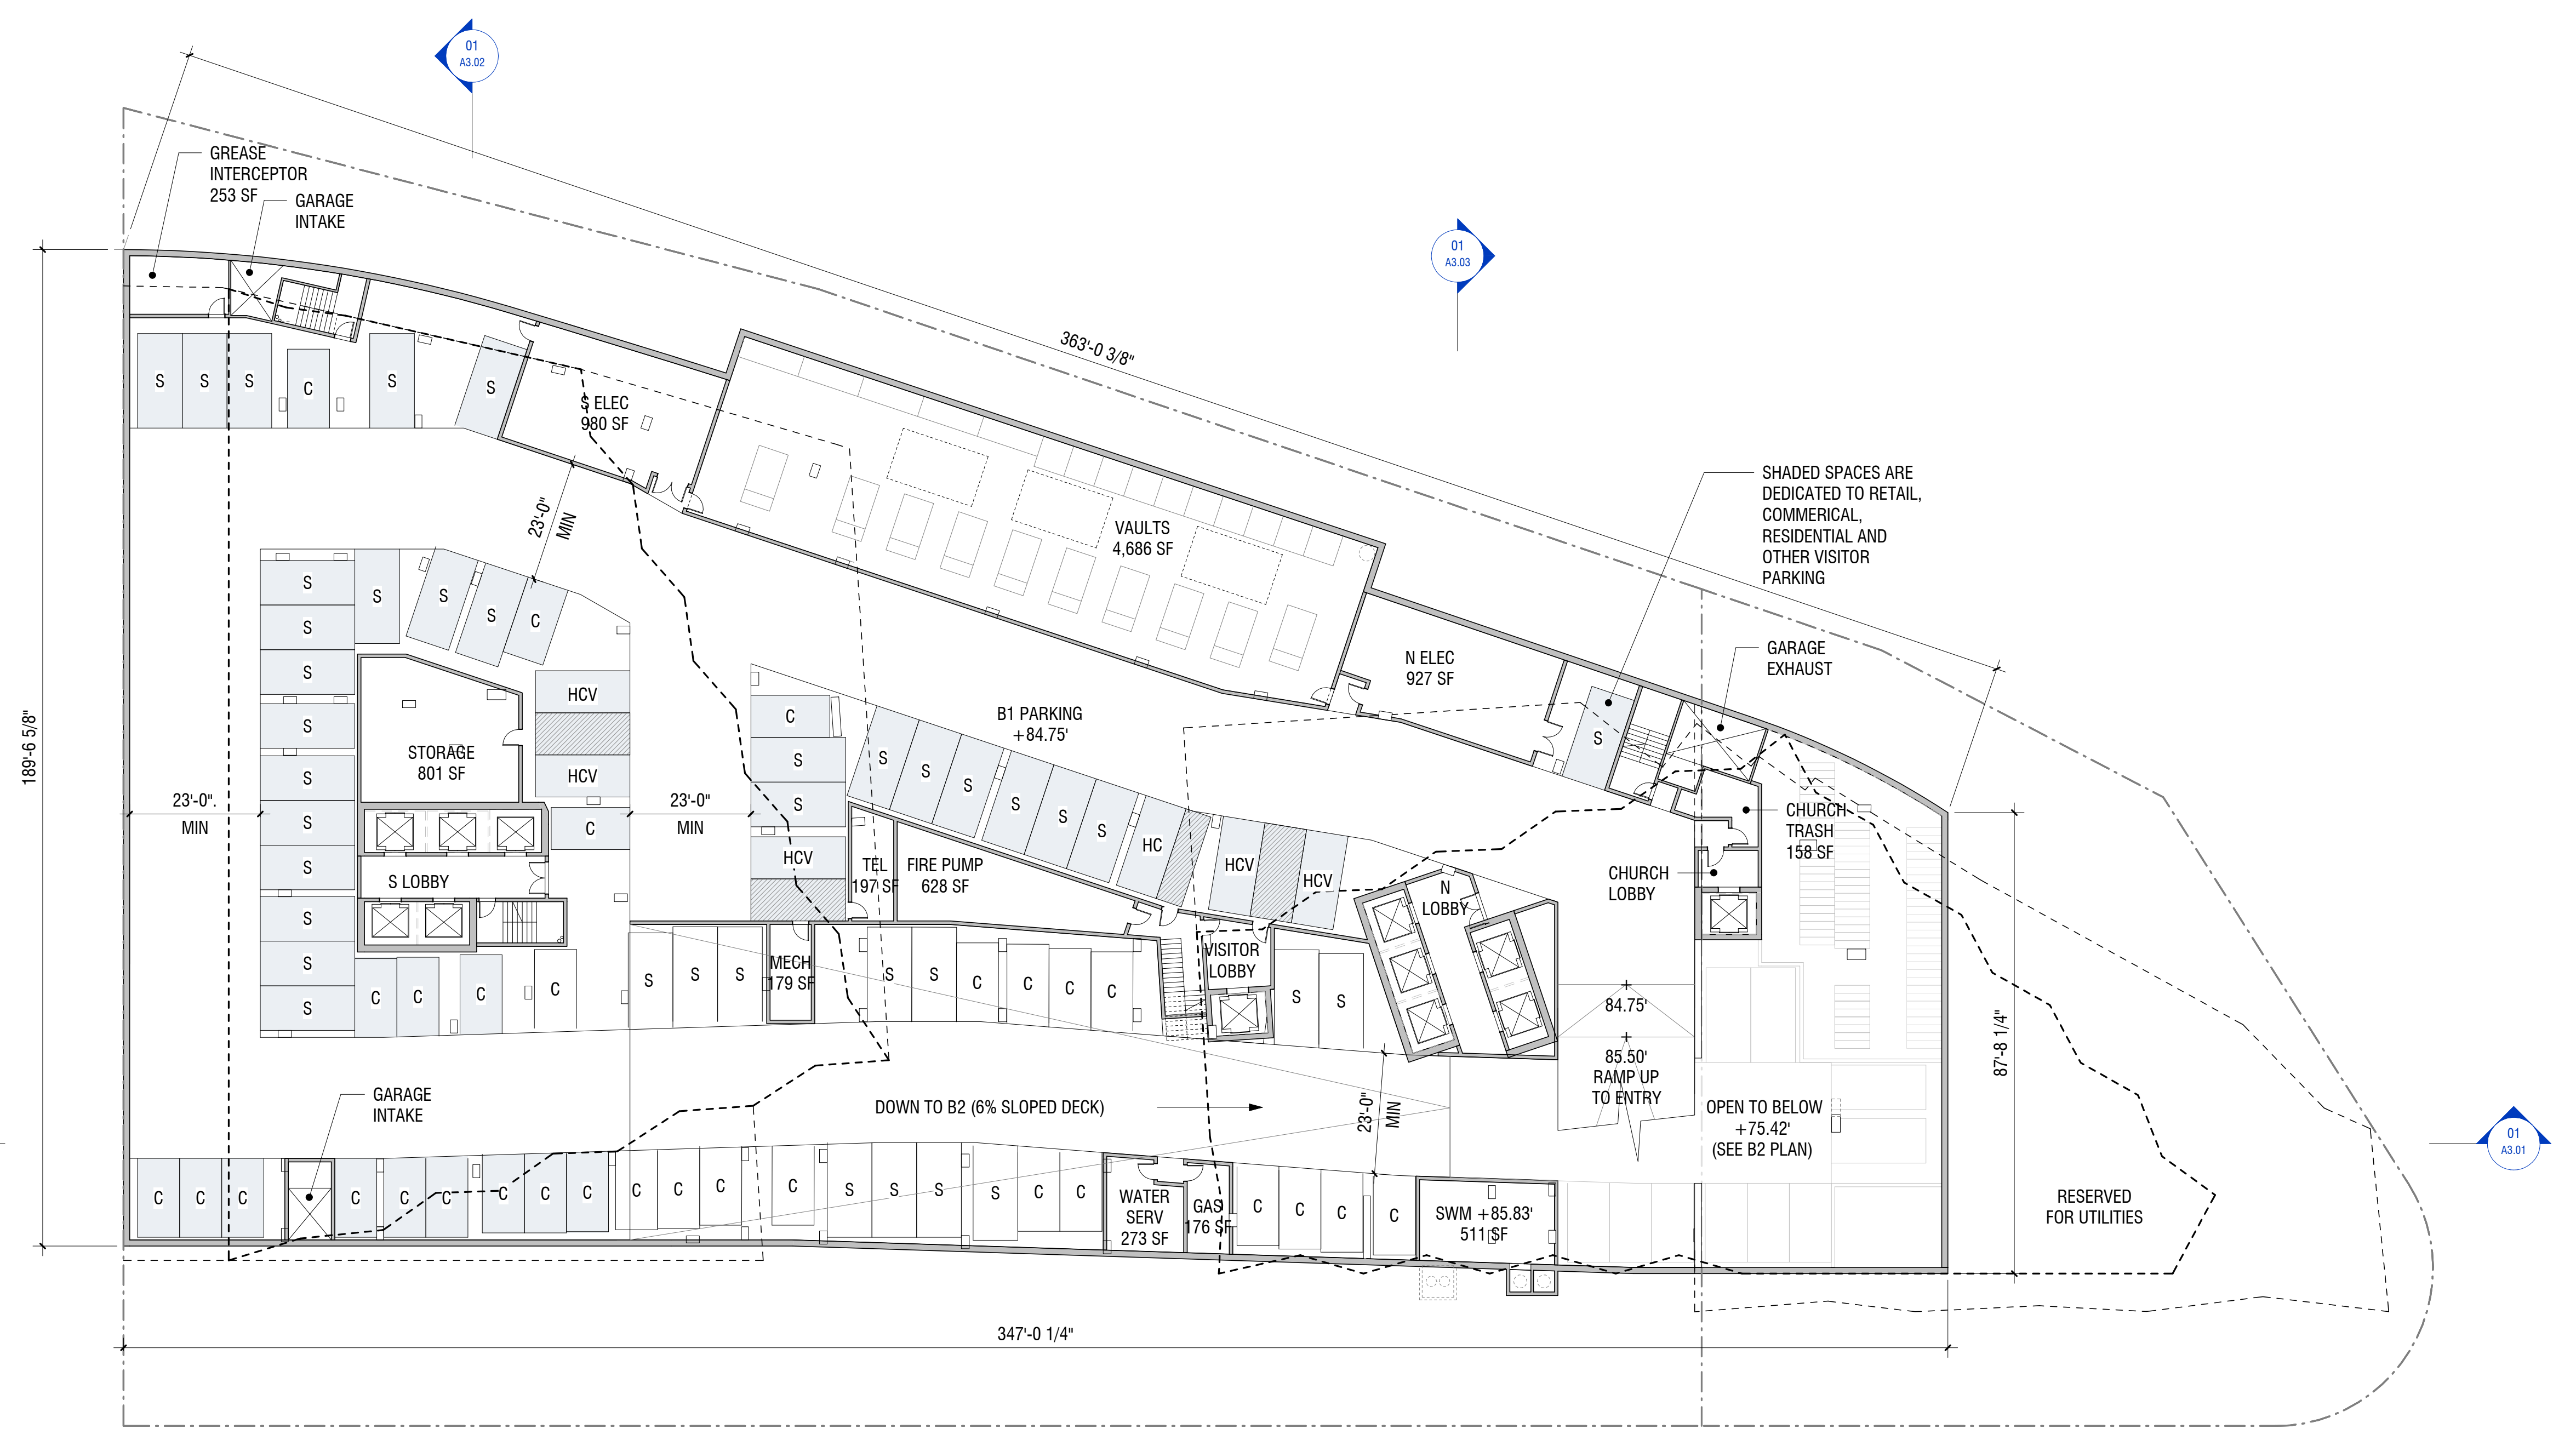 01
A3.02
GREASE
INTERCEPTOR
253 SF
GARAGE
INTAKE
01
A3.03
363'-0 3/8"
S
S
S
C
S
S
S ELEC
980 SF
SHADED SPACES ARE
DEDICATED TO RETAIL,
COMMERICAL,
RESIDENTIAL AND
OTHER VISITOR
PARKING
23'-0"
MIN
VAULTS
4,686 SF
S
S
S
S
S
S
S
S
S
S
S
S
S
C
HCV
HCV
C
STORAGE
801 SF
189'-6 5/8"
23'-0".
MIN
23'-0"
MIN
S LOBBY
C
S
S
HCV
B1 PARKING
+84.75'
N ELEC
927 SF
S
GARAGE
EXHAUST
S
S
S
S
S
S
HC
HCV
HCV
TEL
197 SF
FIRE PUMP
628 SF
CHURCH
TRASH
158 SF
CHURCH
LOBBY
N
LOBBY
VISITOR
LOBBY
C
C
C
C
S
S
S
MECH
179 SF
S
S
C
C
C
C
S
S
84.75'
85.50'
RAMP UP
TO ENTRY
87'-8 1/4"
GARAGE
INTAKE
DOWN TO B2 (6% SLOPED DECK)
23'-0"
MIN
OPEN TO BELOW
+75.42'
(SEE B2 PLAN)
01
A3.01
C
C
C
C
C
C
C
C
C
C
C
C
C
S
S
S
S
C
C
WATER
SERV
273 SF
GAS
176 SF
C
C
C
C
SWM +85.83'
511 SF
RESERVED
FOR UTILITIES
347'-0 1/4"